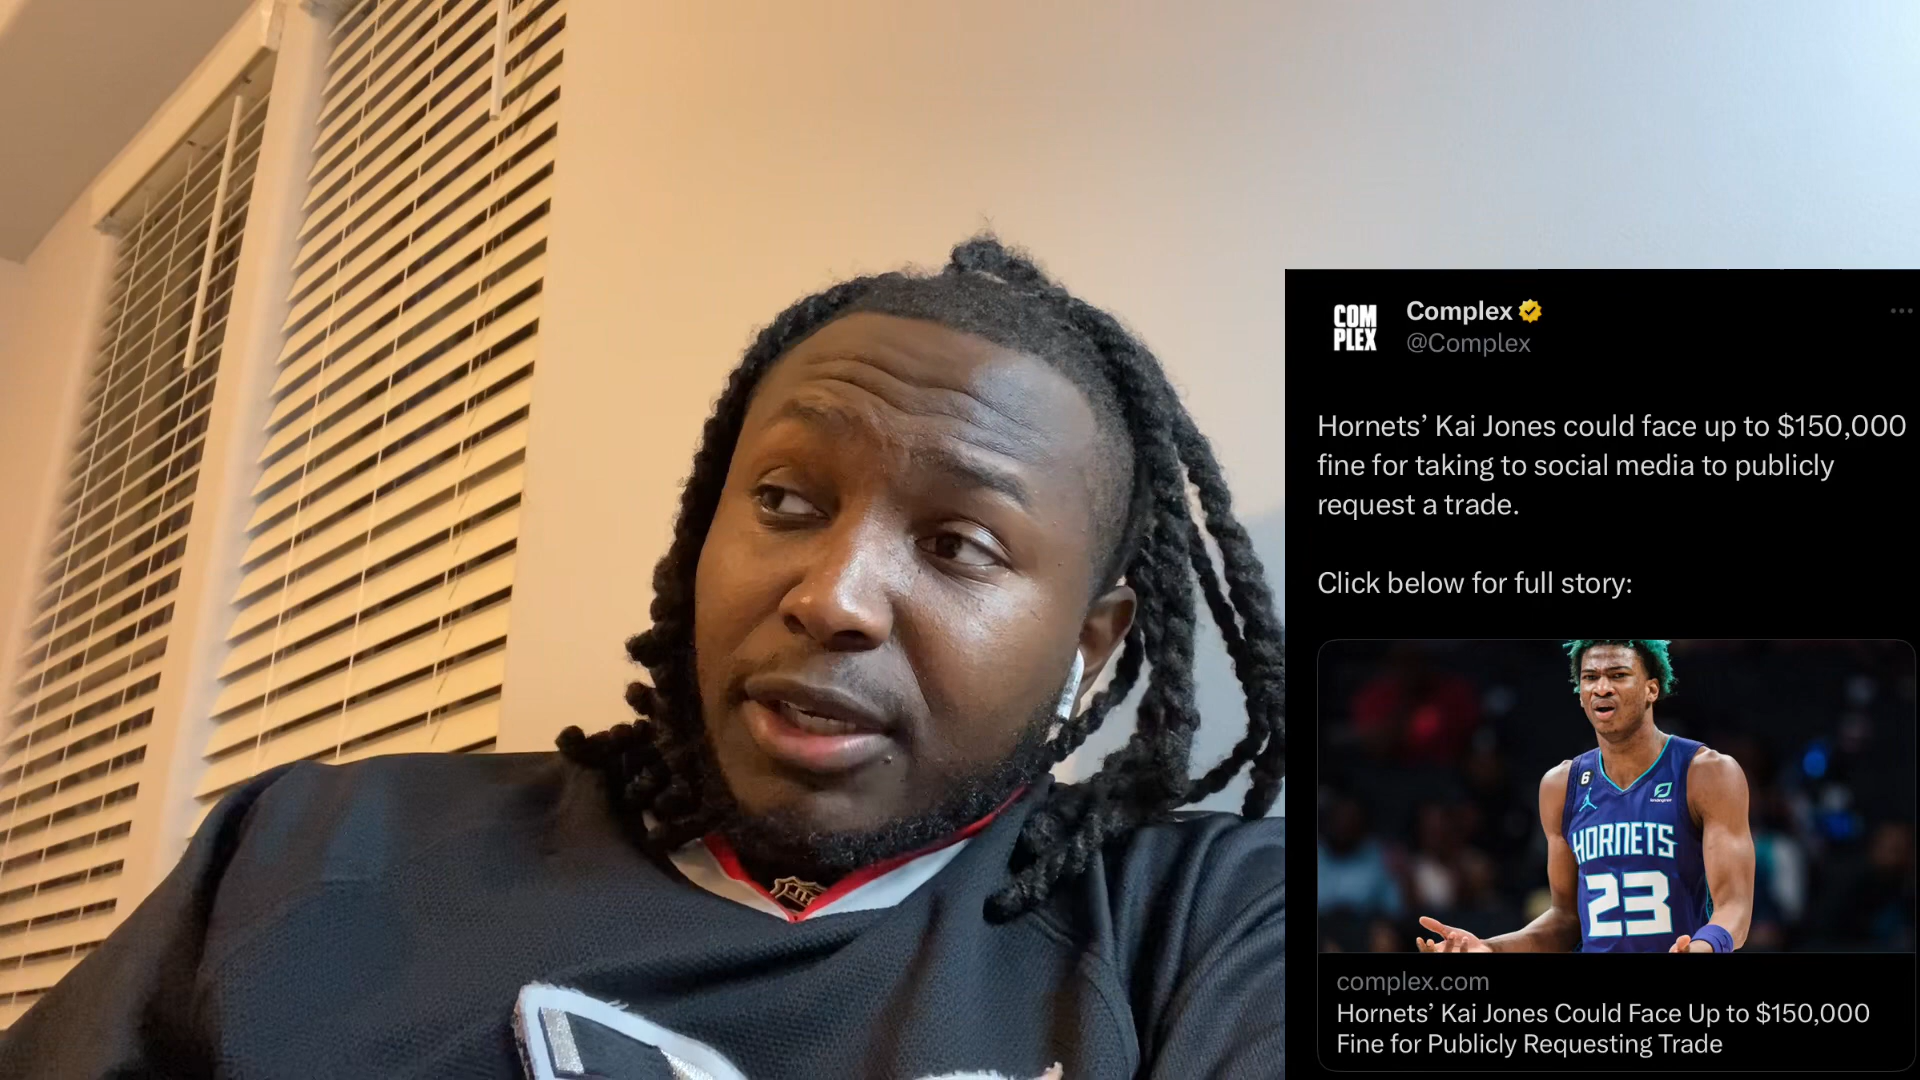 COM
PLEX
Complex
@Complex
Hornets’ Kai Jones could face up to $150,000
fine for taking to social media to publicly
request a trade.
Click below for full story:
6
HORNETS
23
complex.com
Hornets’ Kai Jones Could Face Up to $150,000
Fine for Publicly Requesting Trade